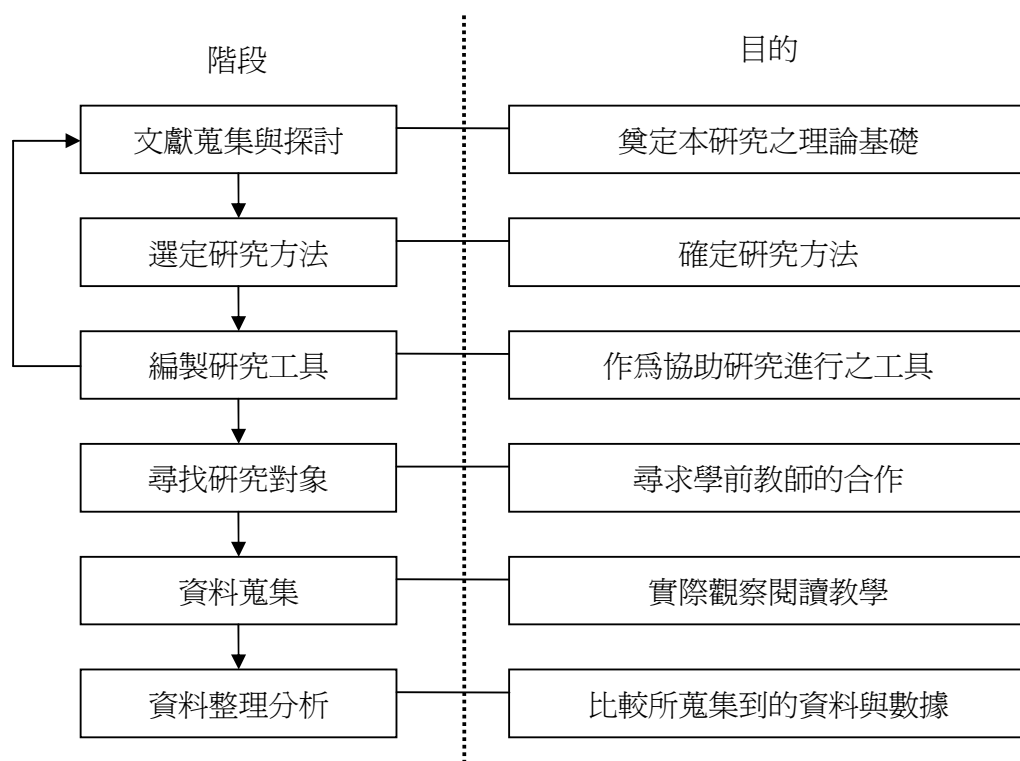 階段
目的
文獻蒐集與探討
奠定本研究之理論基礎
選定研究方法
確定研究方法
編製研究工具
作為協助研究進行之工具
尋找研究對象
尋求學前教師的合作
資料蒐集
實際觀察閱讀教學
資料整理分析
比較所蒐集到的資料與數據